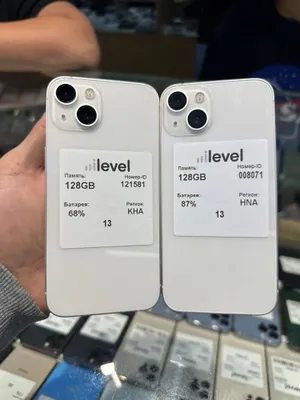 level
Память:
Номер-ID
128GB
121581
Батарея:
Регион:
68%
KHA
13
level
Память:
Номер-ID
128GB
008071
Батарея:
Регион:
87%
HNA
13